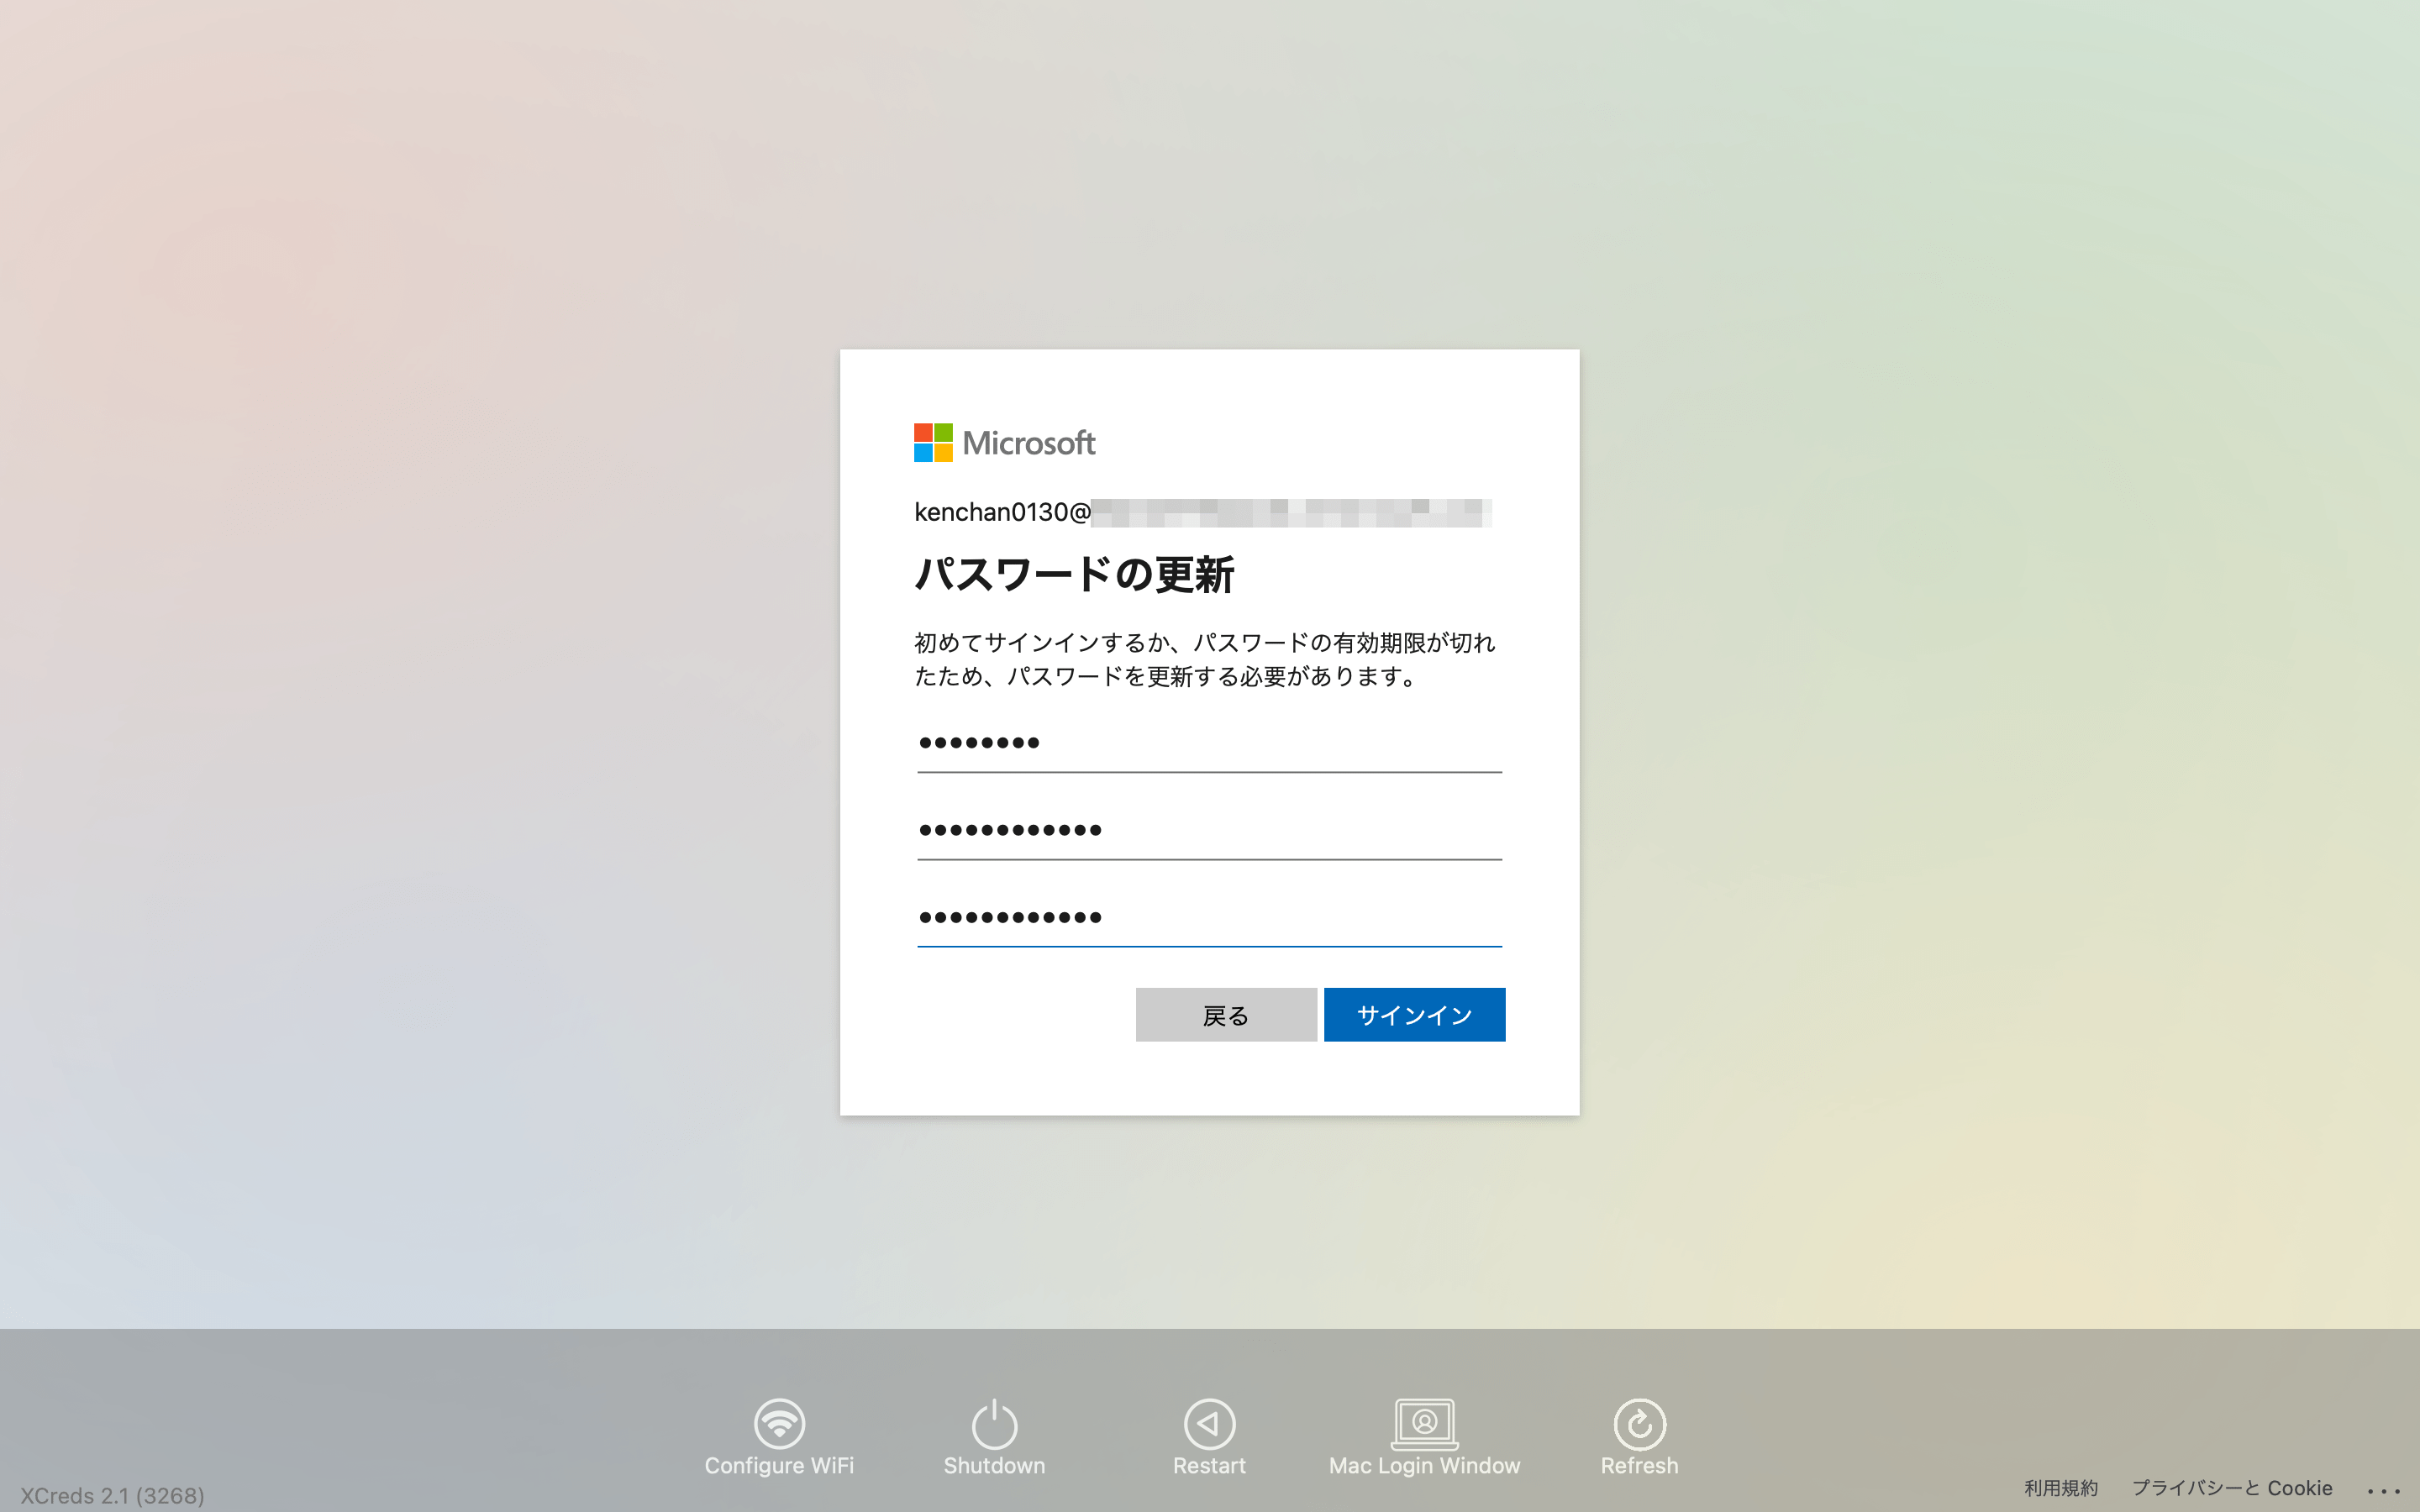 Microsoft
kenchan0130@
パスワードの更新
初めてサインインするか、パスワードの有効期限が切れ
たため、パスワードを更新する必要があります。
••••••••
••••••••••••
••••••••••••
戻る サインイン
Configure WiFi Shutdown Restart Mac Login Window Refresh
XCreds 2.1 (3268)
利用規約 プライバシーと Cookie ...